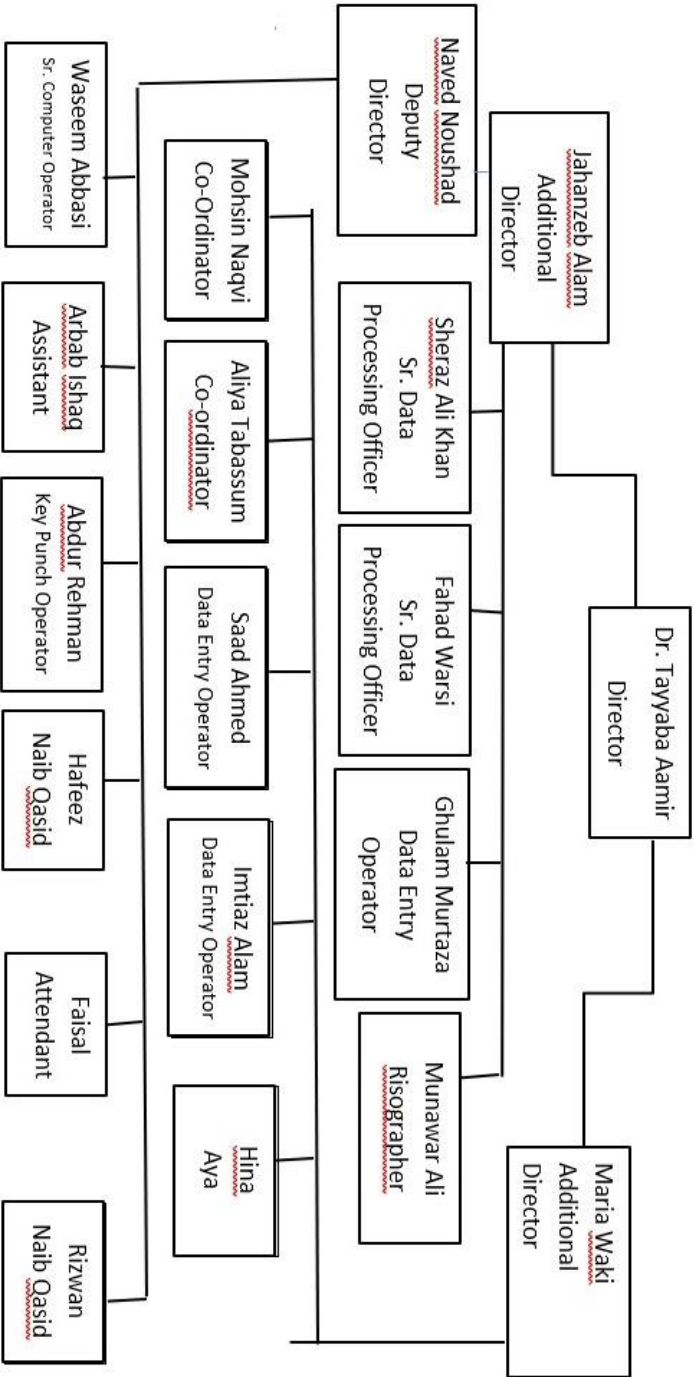 Dr. Tayyaba Aamir
Director
Jahanzeb Alam
Additional
Director
Maria Waki
Additional
Director
Naved Noushad
Deputy
Director
Sheraz Ali Khan
Sr. Data
Processing Officer
Fahad Warsi
Sr. Data
Processing Officer
Ghulam Murtaza
Data Entry
Operator
Munawar Ali
Risographer
Mohsin Naqvi
Co-Ordinator
Aliya Tabassum
Co-ordinator
Saad Ahmed
Data Entry Operator
Imtiaz Alam
Data Entry Operator
Hina
Aya
Waseem Abbasi
Sr. Computer Operator
Arbab Ishaq
Assistant
Abdur Rehman
Key Punch Operator
Hafeez
Naib Qasid
Faisal
Attendant
Rizwan
Naib Qasid